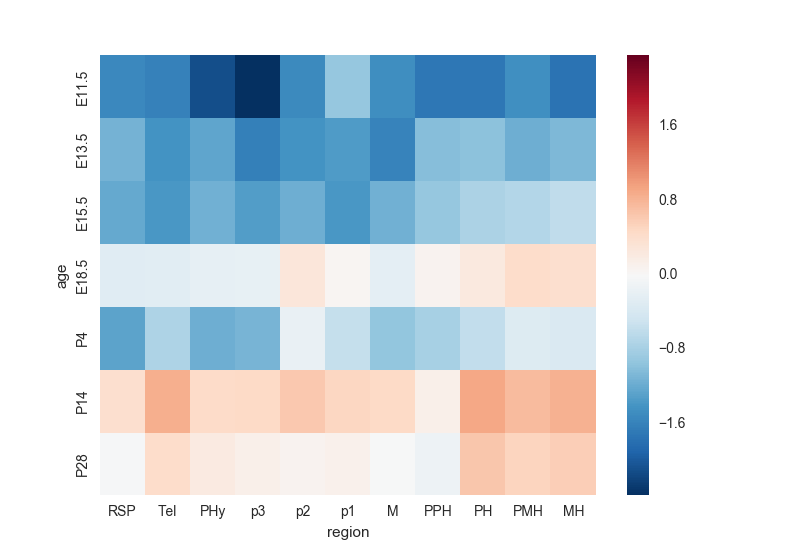 E11.5
E13.5
E15.5
E18.5
P4
P14
P28
age
RSP Tel PHy p3 p2 p1 M PPH PH PMH MH
region
1.6
0.8
0.0
−0.8
−1.6